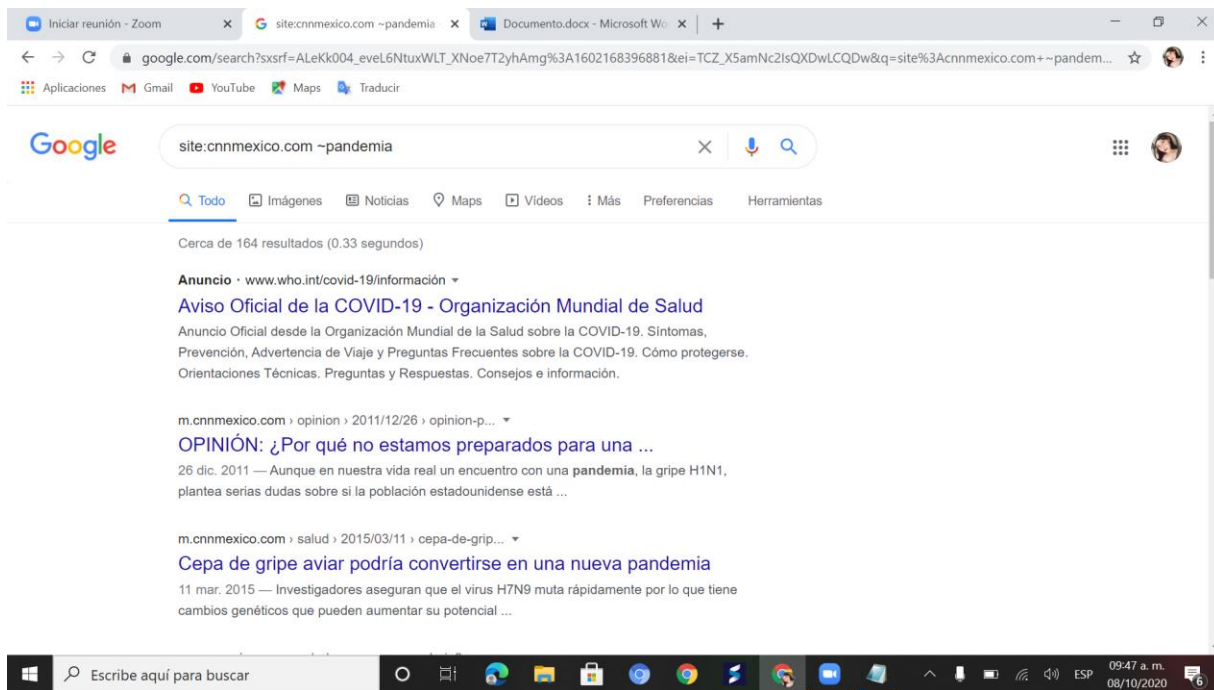 Iniciar reunión - Zoom
site:cnnmexico.com ~pandemia
Documento.docx - Microsoft Wo
google.com/search?sxsrf=ALeKk004_eveL6NtuxWLT_XNoe7T2yhAmg%3A1602168396881&ei=TCZ_X5amNc2IsQXDwLCQDw&q=site%3Acnnmexico.com+~pandem...
Aplicaciones Gmail YouTube Maps Traducir
Google
site:cnnmexico.com ~pandemia
Todo Imágenes Noticias Maps Vídeos Más Preferencias Herramientas
Cerca de 164 resultados (0.33 segundos)
Anuncio · www.who.int/covid-19/información
Aviso Oficial de la COVID-19 - Organización Mundial de Salud
Anuncio Oficial desde la Organización Mundial de la Salud sobre la COVID-19. Síntomas,
Prevención, Advertencia de Viaje y Preguntas Frecuentes sobre la COVID-19. Cómo protegerse.
Orientaciones Técnicas. Preguntas y Respuestas. Consejos e información.
m.cnnmexico.com › opinion › 2011/12/26 › opinion-p...
OPINIÓN: ¿Por qué no estamos preparados para una ...
26 dic. 2011 — Aunque en nuestra vida real un encuentro con una pandemia, la gripe H1N1,
plantea serias dudas sobre si la población estadounidense está ...
m.cnnmexico.com › salud › 2015/03/11 › cepa-de-grip...
Cepa de gripe aviar podría convertirse en una nueva pandemia
11 mar. 2015 — Investigadores aseguran que el virus H7N9 muta rápidamente por lo que tiene
cambios genéticos que pueden aumentar su potencial ...
Escribe aquí para buscar
ESP
09:47 a. m.
08/10/2020
6